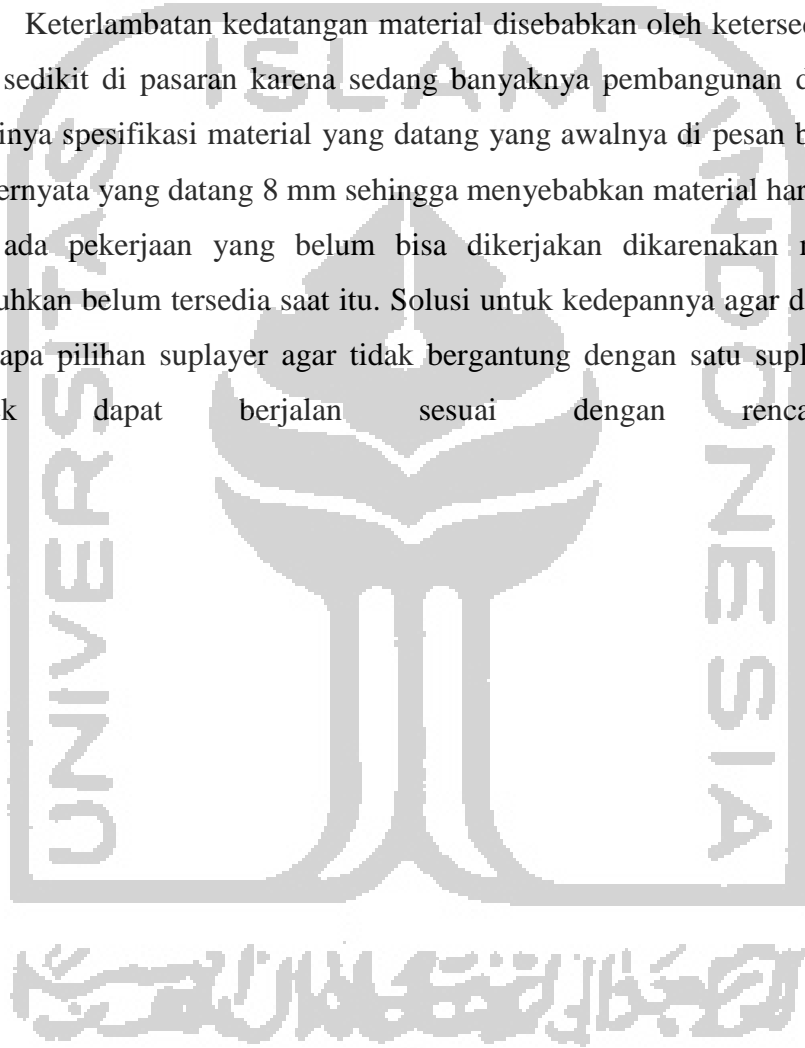 Keterlambatan kedatangan material disebabkan oleh keterse
sedikit di pasaran karena sedang banyaknya pembangunan
inya spesifikasi material yang datang yang awalnya di pesan
ernyata yang datang 8 mm sehingga menyebabkan material har
ada pekerjaan yang belum bisa dikerjakan dikarenakan
uhkan belum tersedia saat itu. Solusi untuk kedepannya agar d
apa pilihan suplayer agar tidak bergantung dengan satu supl
k dapat berjalan sesuai dengan renca
UNIVERSITAS
ISLAM
INDONESIA